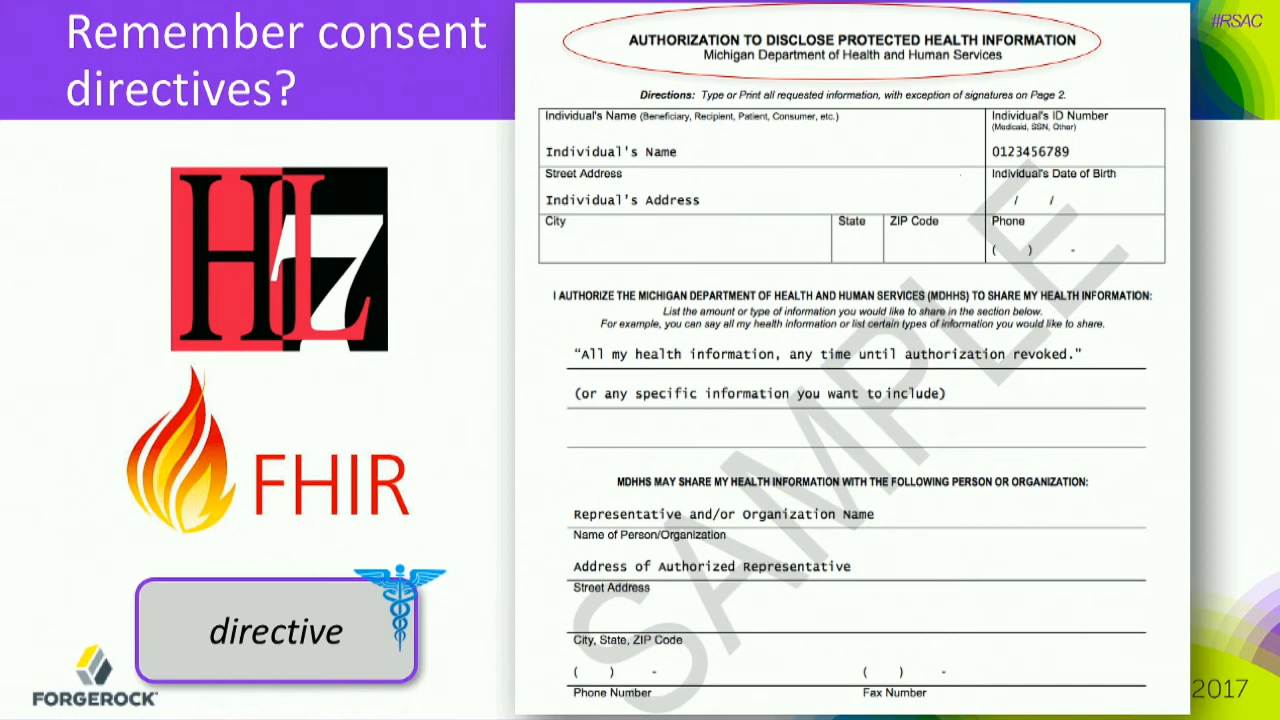 Remember consent
directives?
#RSAC
HL7
FHIR
directive
FORGEROCK
AUTHORIZATION TO DISCLOSE PROTECTED HEALTH INFORMATION
Michigan Department of Health and Human Services
Directions: Type or Print all requested information, with exception of signatures on Page 2.
Individual's Name (Beneficiary, Recipient, Patient, Consumer, etc.)
Individual's ID Number
(Medicaid, SSN, Other)
Individual's Name
0123456789
Street Address
Individual's Date of Birth
Individual's Address
/ /
City State ZIP Code Phone
( ) -
I AUTHORIZE THE MICHIGAN DEPARTMENT OF HEALTH AND HUMAN SERVICES (MDHHS) TO SHARE MY HEALTH INFORMATION:
List the amount or type of information you would like to share in the section below.
For example, you can say all my health information or list certain types of information you would like to share.
“All my health information, any time until authorization revoked.”
(or any specific information you want to include)
MDHHS MAY SHARE MY HEALTH INFORMATION WITH THE FOLLOWING PERSON OR ORGANIZATION:
Representative and/or Organization Name
Name of Person/Organization
Address of Authorized Representative
Street Address
City, State, ZIP Code
( ) - ( ) -
Phone Number Fax Number
SAMPLE
2017